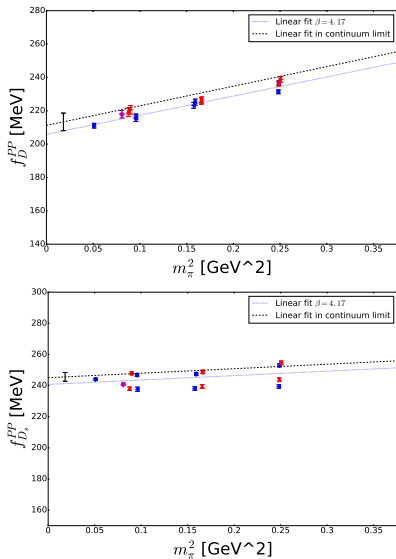 280
260
240
220
200
180
160
140
f_D^{PP} [MeV]
Linear fit β=4.17
Linear fit in continuum limit
0 0.05 0.1 0.15 0.2 0.25 0.3 0.35
m_π^2 [GeV^2]
300
280
260
240
220
200
180
160
f_{D_s}^{PP} [MeV]
Linear fit β=4.17
Linear fit in continuum limit
0 0.05 0.1 0.15 0.2 0.25 0.3 0.35
m_π^2 [GeV^2]